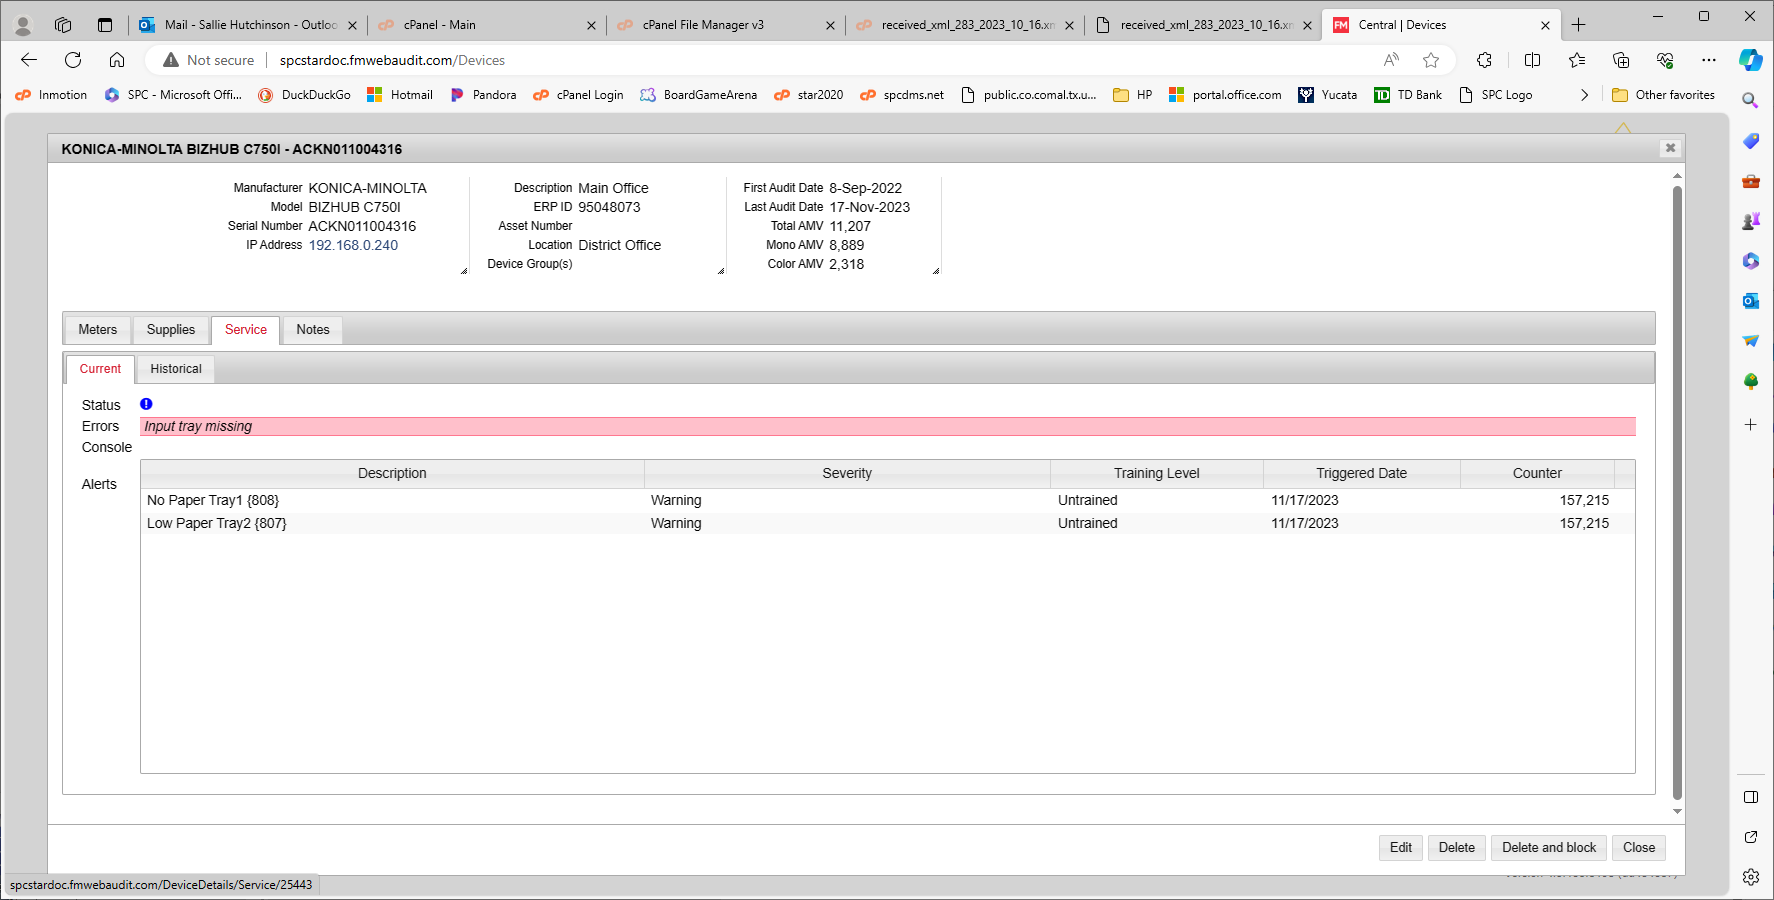 Mail - Sallie Hutchinson - Outloo
cPanel - Main
cPanel File Manager v3
received_xml_283_2023_10_16.xm
received_xml_283_2023_10_16.xm
FM Central | Devices
Not secure
spcstardoc.fmwebaudit.com/Devices
Inmotion
SPC - Microsoft Offi...
DuckDuckGo
Hotmail
Pandora
cPanel Login
BoardGameArena
star2020
spcdms.net
public.co.comal.tx.u...
HP
portal.office.com
Yucata
TD Bank
SPC Logo
Other favorites
KONICA-MINOLTA BIZHUB C750I - ACKN011004316
Manufacturer KONICA-MINOLTA
Model BIZHUB C750I
Serial Number ACKN011004316
IP Address 192.168.0.240
Description Main Office
ERP ID 95048073
Asset Number
Location District Office
Device Group(s)
First Audit Date 8-Sep-2022
Last Audit Date 17-Nov-2023
Total AMV 11,207
Mono AMV 8,889
Color AMV 2,318
Meters Supplies Service Notes
Current Historical
Status
Errors Input tray missing
Console
Alerts
Description Severity Training Level Triggered Date Counter
No Paper Tray1 {808} Warning Untrained 11/17/2023 157,215
Low Paper Tray2 {807} Warning Untrained 11/17/2023 157,215
Edit Delete Delete and block Close
spcstardoc.fmwebaudit.com/DeviceDetails/Service/25443